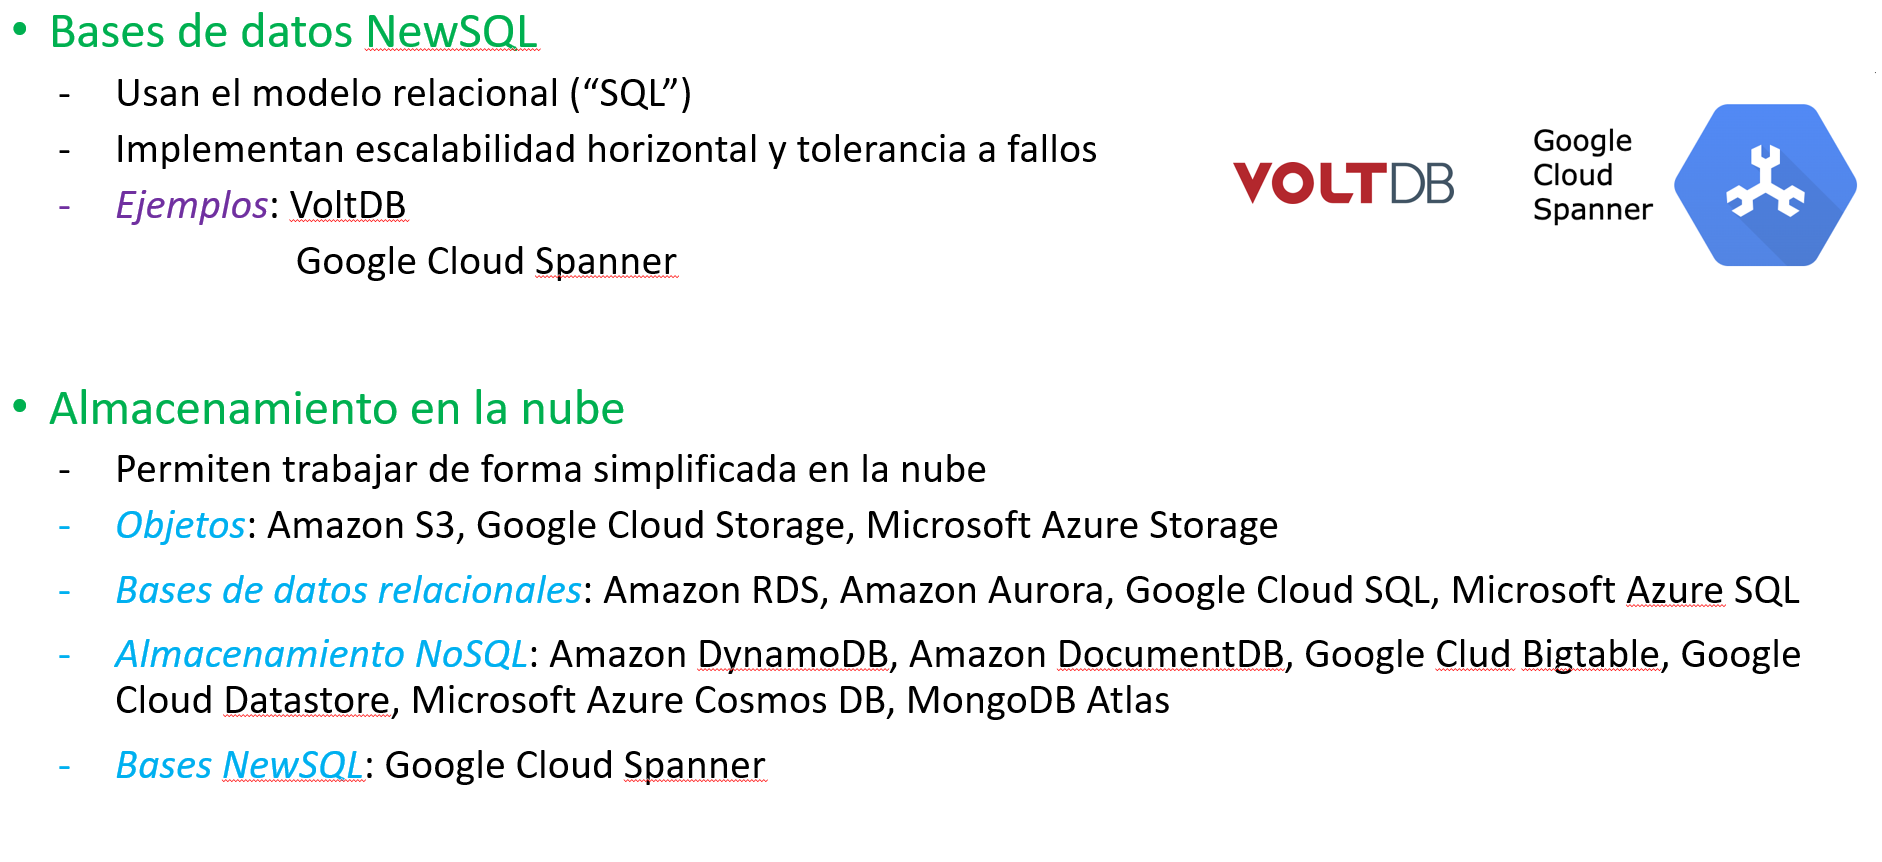 • Bases de datos NewSQL
- Usan el modelo relacional (“SQL”)
- Implementan escalabilidad horizontal y tolerancia a fallos
- Ejemplos: VoltDB
Google Cloud Spanner
VOLTDB
Google
Cloud
Spanner
• Almacenamiento en la nube
- Permiten trabajar de forma simplificada en la nube
- Objetos: Amazon S3, Google Cloud Storage, Microsoft Azure Storage
- Bases de datos relacionales: Amazon RDS, Amazon Aurora, Google Cloud SQL, Microsoft Azure SQL
- Almacenamiento NoSQL: Amazon DynamoDB, Amazon DocumentDB, Google Clud Bigtable, Google
Cloud Datastore, Microsoft Azure Cosmos DB, MongoDB Atlas
- Bases NewSQL: Google Cloud Spanner